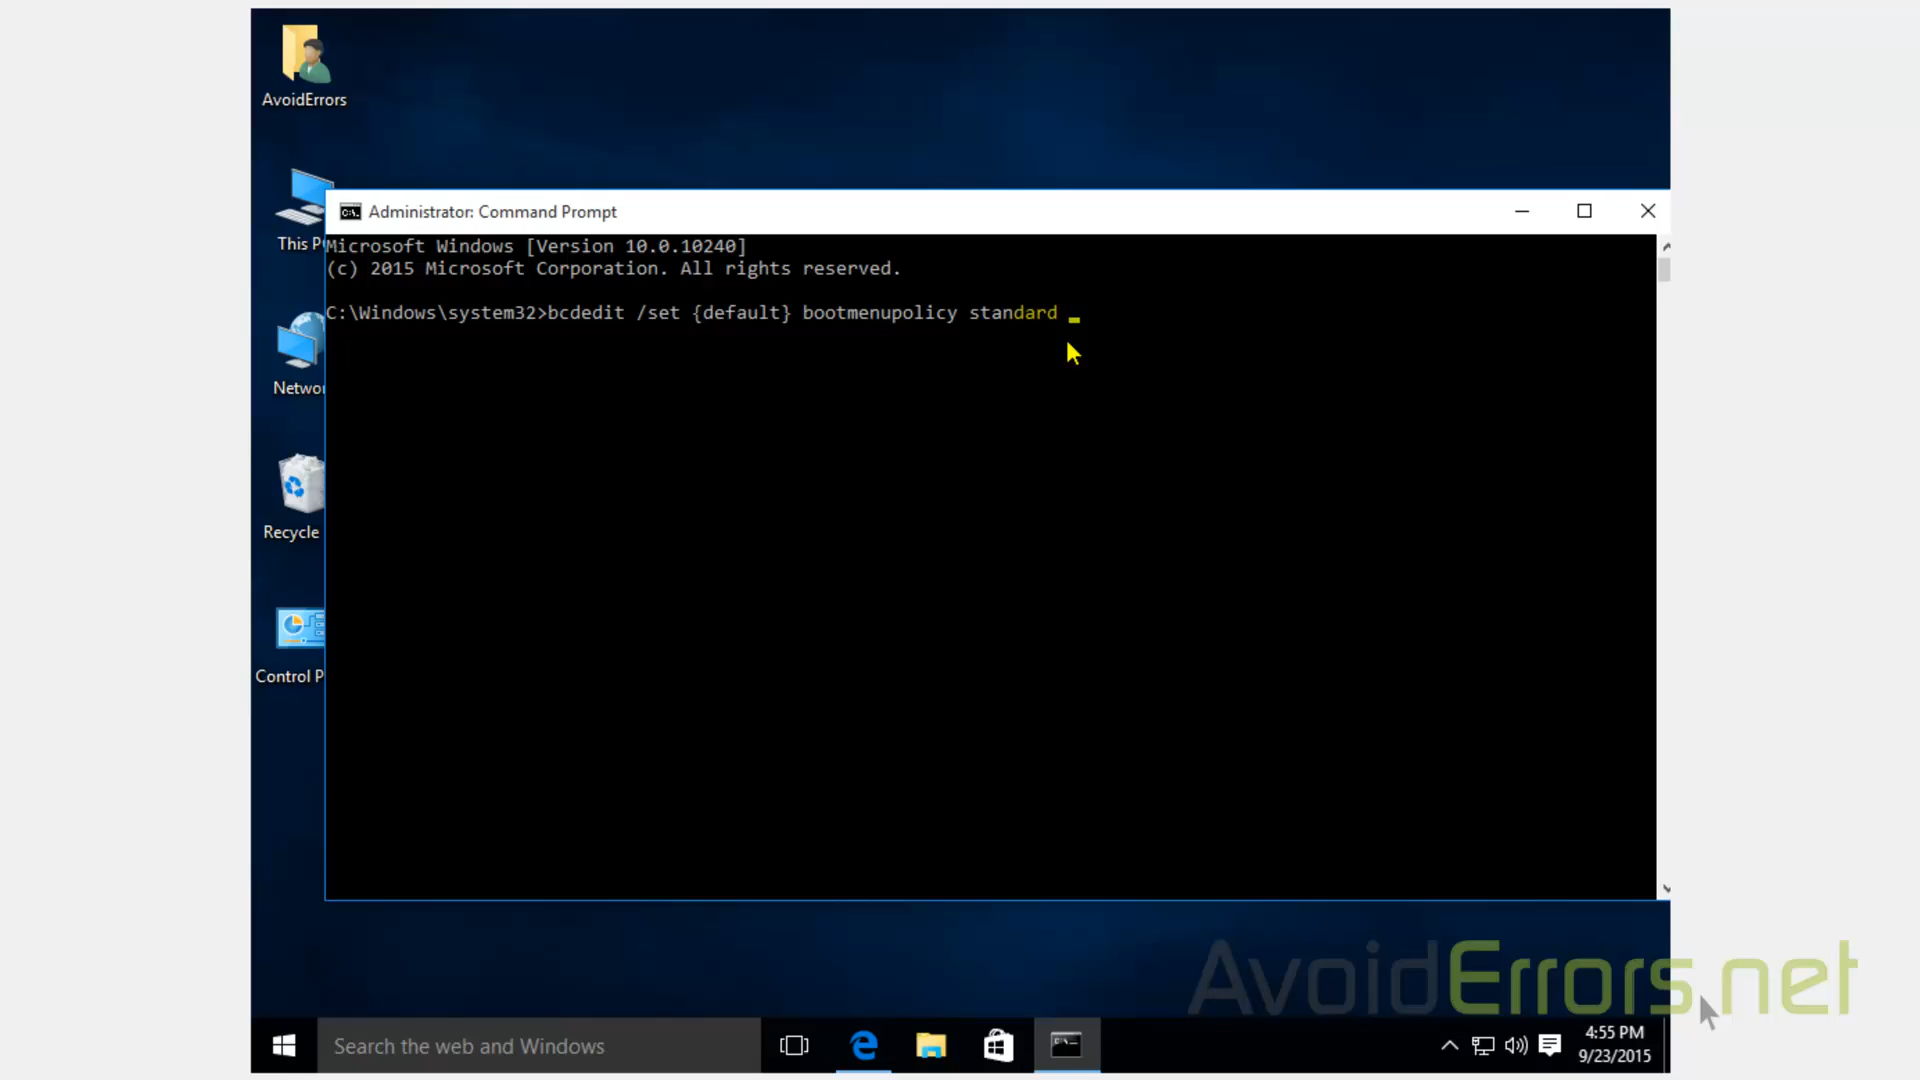 AvoidErrors
Administrator: Command Prompt
This P
Microsoft Windows [Version 10.0.10240]
(c) 2015 Microsoft Corporation. All rights reserved.
C:\Windows\system32>bcdedit /set {default} bootmenupolicy standard
Networ
Recycle
Control P
AvoidErrors.net
Search the web and Windows
4:55 PM
9/23/2015